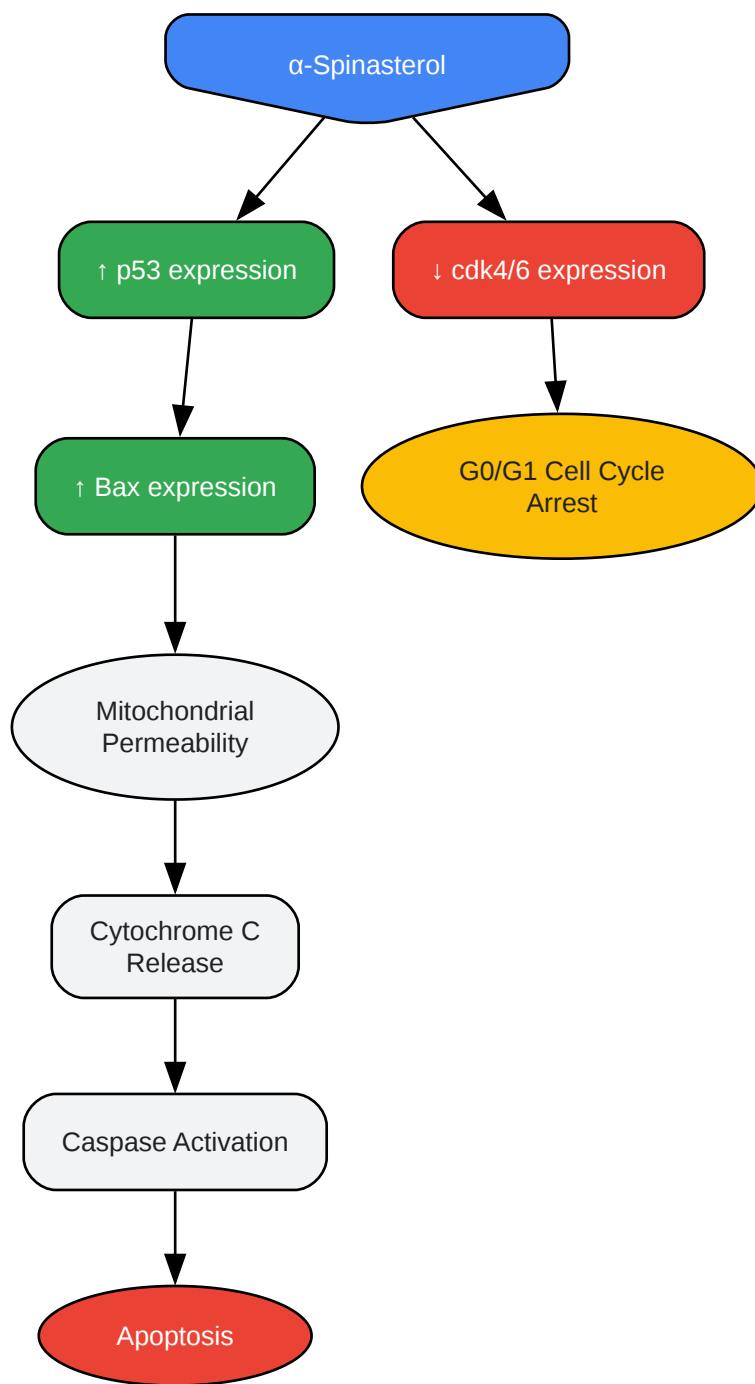 α-Spinasterol
↑ p53 expression
↓ cdk4/6 expression
↑ Bax expression
G0/G1 Cell Cycle
Arrest
Mitochondrial
Permeability
Cytochrome C
Release
Caspase Activation
Apoptosis